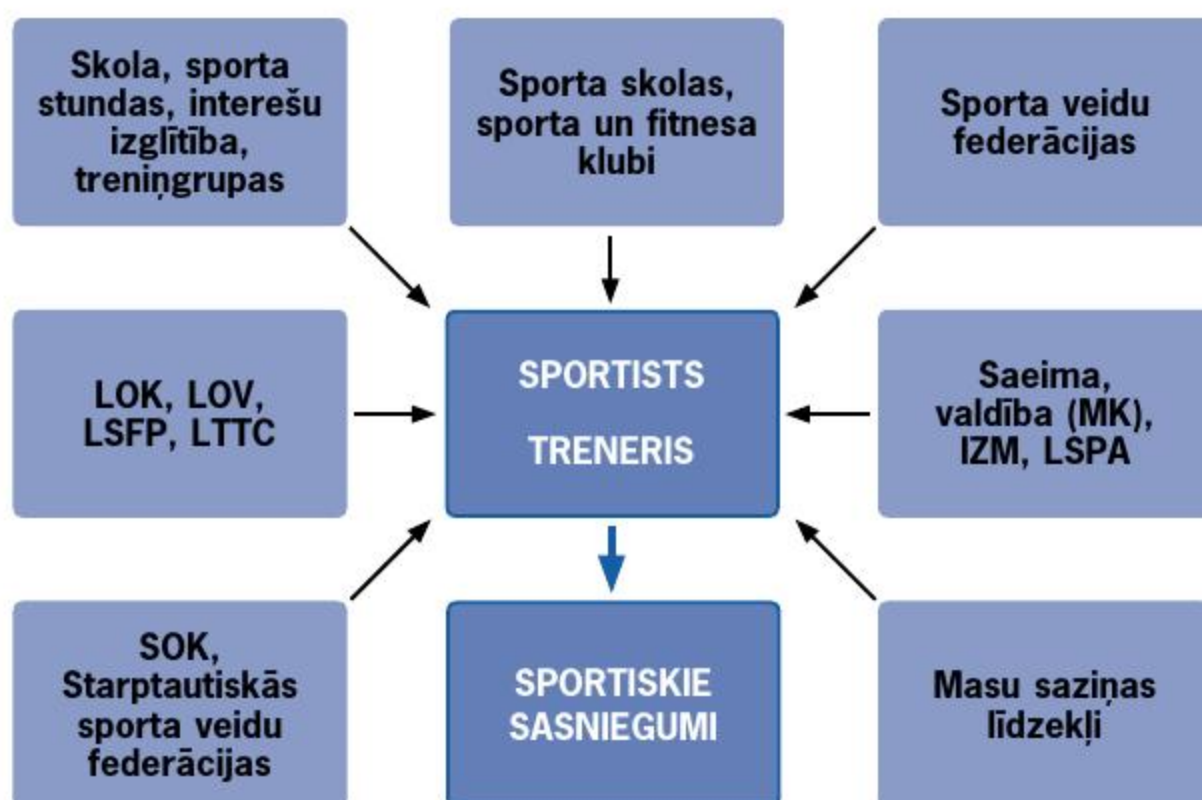 Skola, sporta
stundas, interešu
izglītība,
treniņgrupas
Sporta skolas,
sporta un fitnesa
klubi
Sporta veidu
federācijas
LOK, LOV,
LSFP, LTTC
SPORTISTS
TRENERIS
Saeima,
valdība (MK),
IZM, LSPA
SOK,
Starptautiskās
sporta veidu
federācijas
SPORTISKIE
SASNIEGUMI
Masu saziņas
līdzekļi